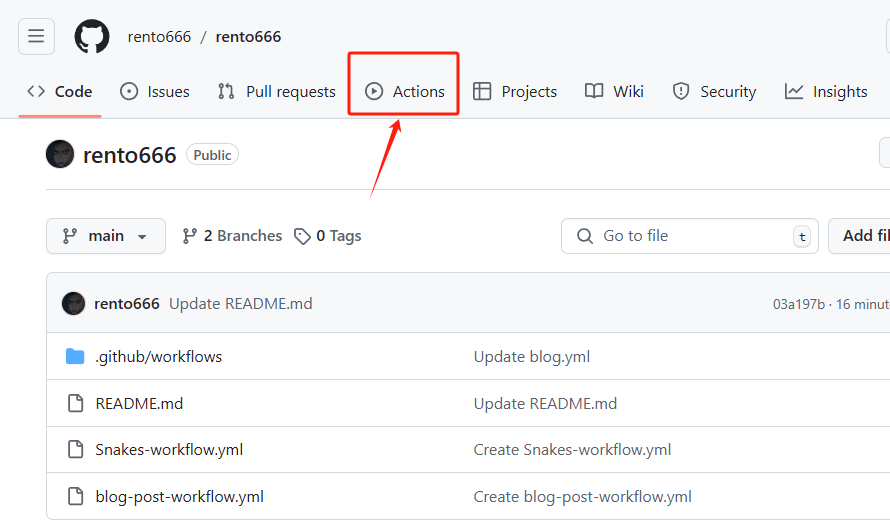 rento666 / rento666
Code Issues Pull requests Actions Projects Wiki Security Insights
rento666 Public
main 2 Branches 0 Tags Go to file t Add fil
rento666 Update README.md 03a197b · 16 minut
.github/workflows Update blog.yml
README.md Update README.md
Snakes-workflow.yml Create Snakes-workflow.yml
blog-post-workflow.yml Create blog-post-workflow.yml